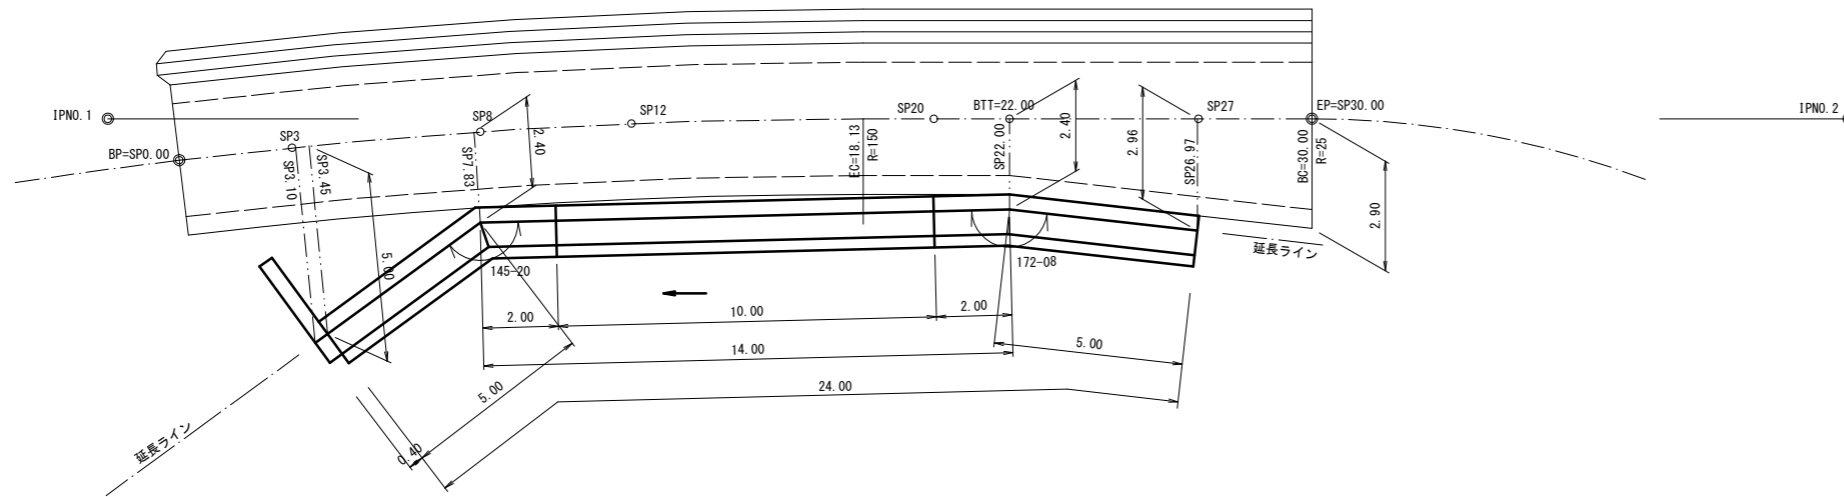 IPNO.1
BP=SP0.00
SP3
SP3.10
SP3.45
5.00
SP8
SP7.83
2.40
SP12
EC=18.13
R=150
SP20
BTT=22.00
SP22.00
2.40
2.96
SP27
SP26.97
EP=SP30.00
BC=30.00
R=25
2.90
IPNO.2
延長ライン
145-20
172-08
2.00
10.00
2.00
14.00
5.00
5.00
24.00
0.40
延長ライン